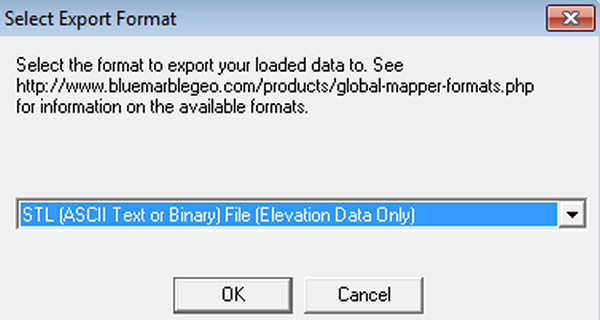 Select Export Format
Select the format to export your loaded data to. See
http://www.bluemarblegeo.com/products/global-mapper-formats.php
for information on the available formats.
STL (ASCII Text or Binary) File (Elevation Data Only)
OK
Cancel